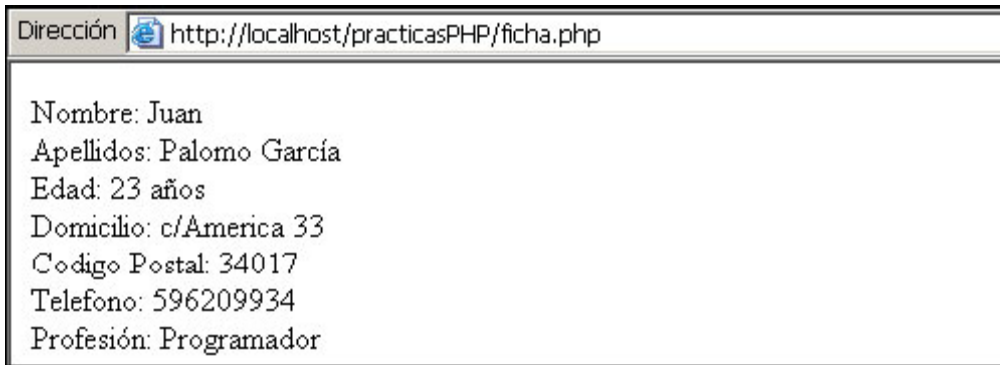 Dirección http://localhost/practicasPHP/ficha.php
Nombre: Juan
Apellidos: Palomo García
Edad: 23 años
Domicilio: c/America 33
Codigo Postal: 34017
Telefono: 596209934
Profesión: Programador